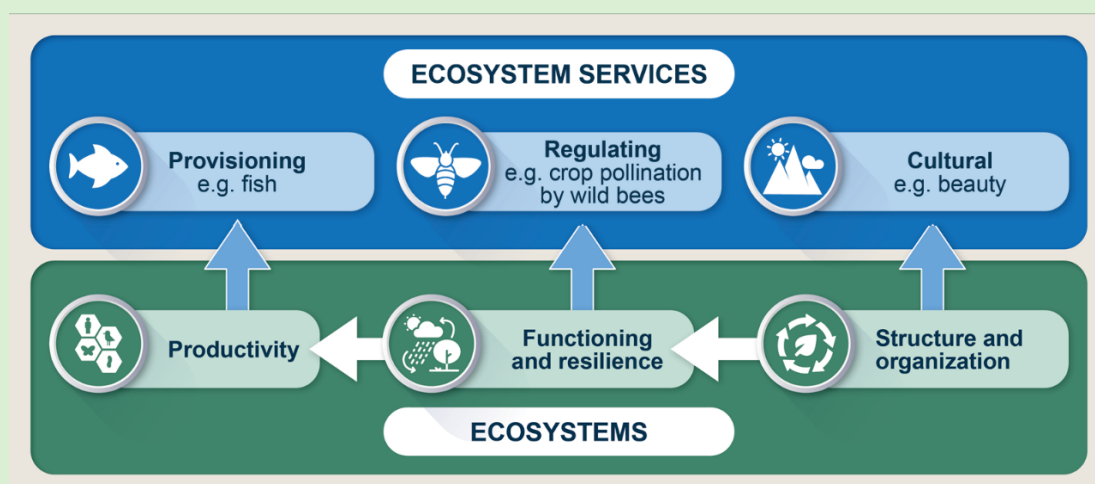 ECOSYSTEM SERVICES
Provisioning
e.g. fish
Regulating
e.g. crop pollination
by wild bees
Cultural
e.g. beauty
Productivity
Functioning
and resilience
Structure and
organization
ECOSYSTEMS